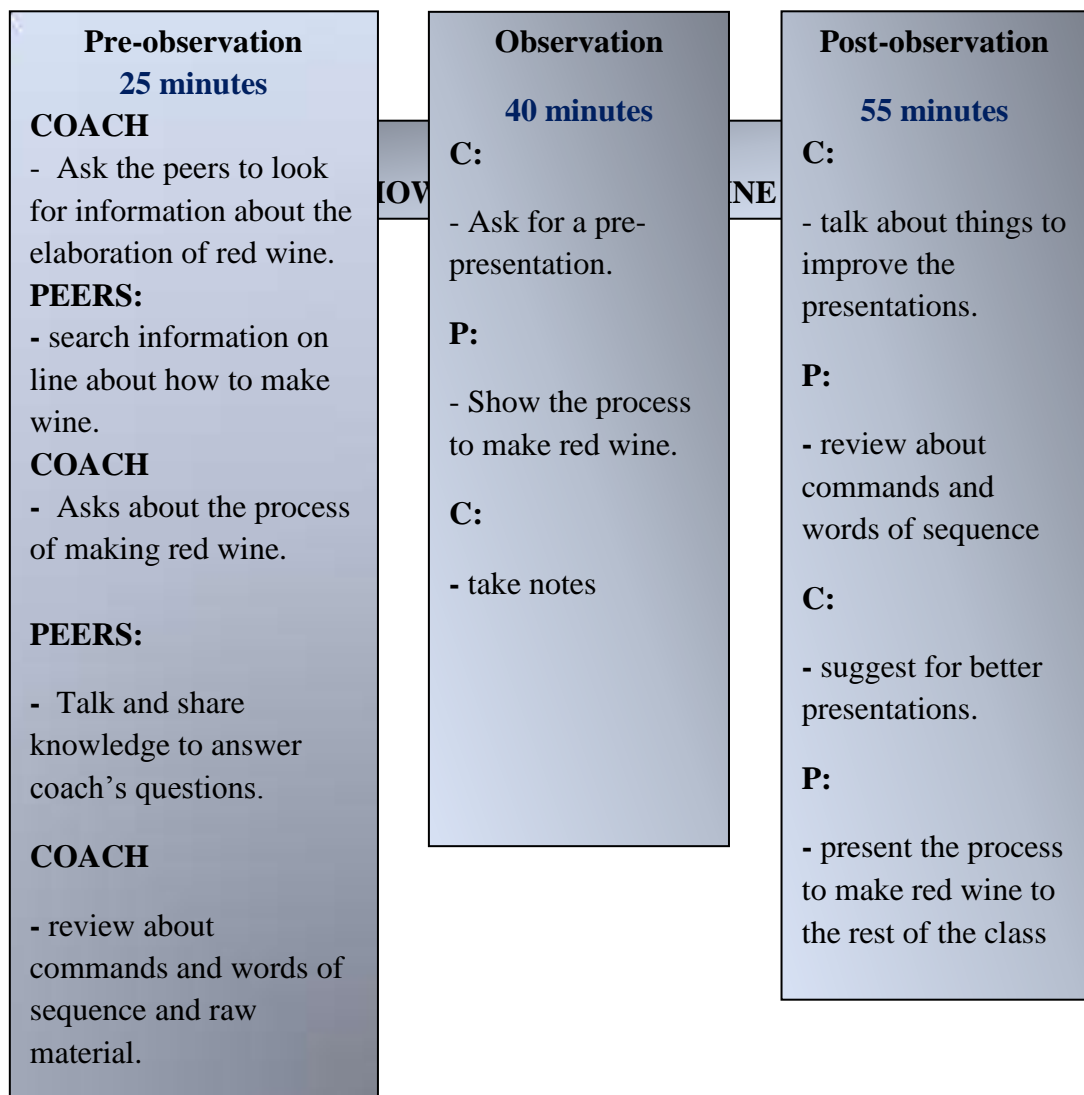 Pre-observation
25 minutes
COACH
- Ask the peers to look
for information about the
elaboration of red wine.
PEERS:
- search information on
line about how to make
wine.
COACH
- Asks about the process
of making red wine.
PEERS:
- Talk and share
knowledge to answer
coach’s questions.
COACH
- review about
commands and words of
sequence and raw
material.
Observation
40 minutes
C:
- Ask for a pre-
presentation.
P:
- Show the process
to make red wine.
C:
- take notes
Post-observation
55 minutes
C:
- talk about things to
improve the
presentations.
P:
- review about
commands and
words of sequence
C:
- suggest for better
presentations.
P:
- present the process
to make red wine to
the rest of the class